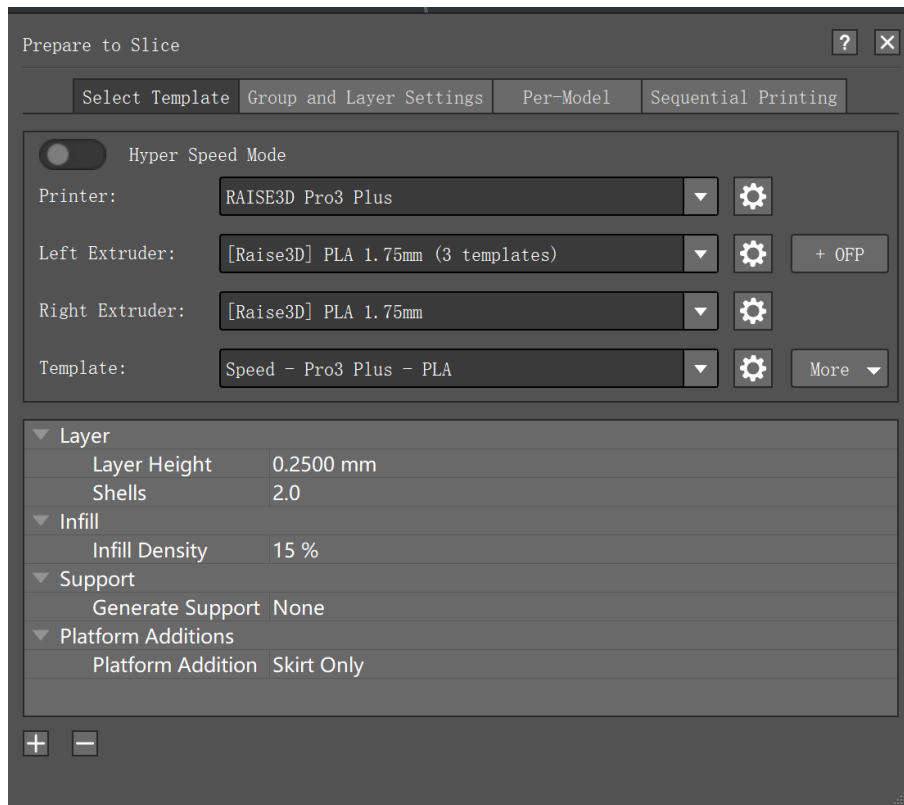 Prepare to Slice ? ×
Select Template Group and Layer Settings Per-Model Sequential Printing
Hyper Speed Mode
Printer: RAISE3D Pro3 Plus
Left Extruder: [Raise3D] PLA 1.75mm (3 templates) + OFP
Right Extruder: [Raise3D] PLA 1.75mm
Template: Speed - Pro3 Plus - PLA More
Layer
Layer Height 0.2500 mm
Shells 2.0
Infill
Infill Density 15 %
Support
Generate Support None
Platform Additions
Platform Addition Skirt Only
+ −